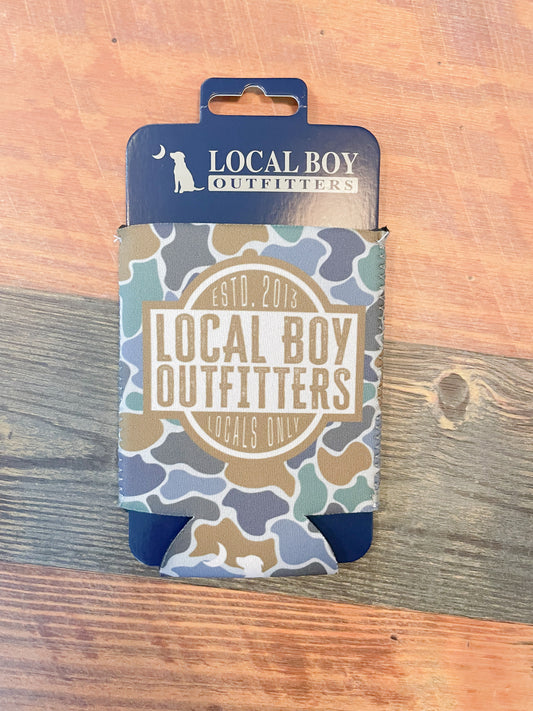 LOCAL BOY
OUTFITTERS
ESTD. 2013
LOCAL BOY
OUTFITTERS
LOCALS ONLY